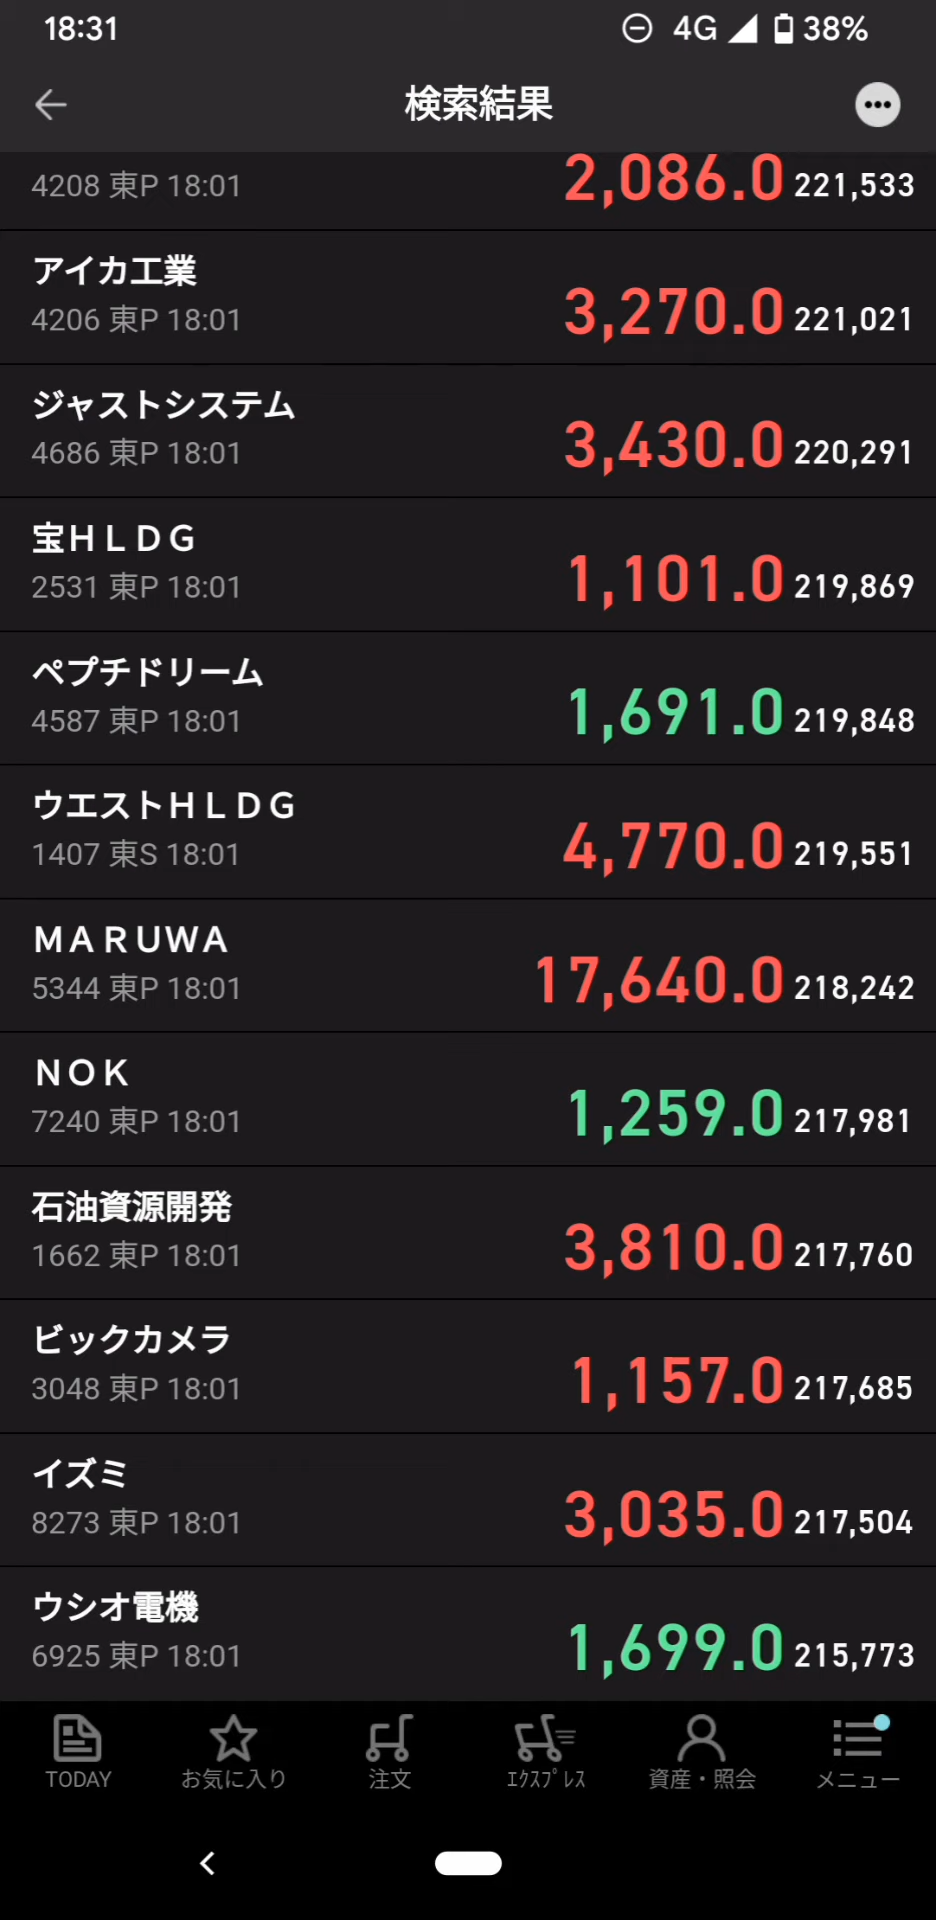 18:31 4G 38%
検索結果
4208 東P 18:01 2,086.0 221,533
アイカ工業
4206 東P 18:01 3,270.0 221,021
ジャストシステム
4686 東P 18:01 3,430.0 220,291
宝ＨＬＤＧ
2531 東P 18:01 1,101.0 219,869
ペプチドリーム
4587 東P 18:01 1,691.0 219,848
ウエストＨＬＤＧ
1407 東S 18:01 4,770.0 219,551
ＭＡＲＵＷＡ
5344 東P 18:01 17,640.0 218,242
ＮＯＫ
7240 東P 18:01 1,259.0 217,981
石油資源開発
1662 東P 18:01 3,810.0 217,760
ビックカメラ
3048 東P 18:01 1,157.0 217,685
イズミ
8273 東P 18:01 3,035.0 217,504
ウシオ電機
6925 東P 18:01 1,699.0 215,773
TODAY お気に入り 注文 ｴｸｽﾌﾟﾚｽ 資産・照会 メニュー